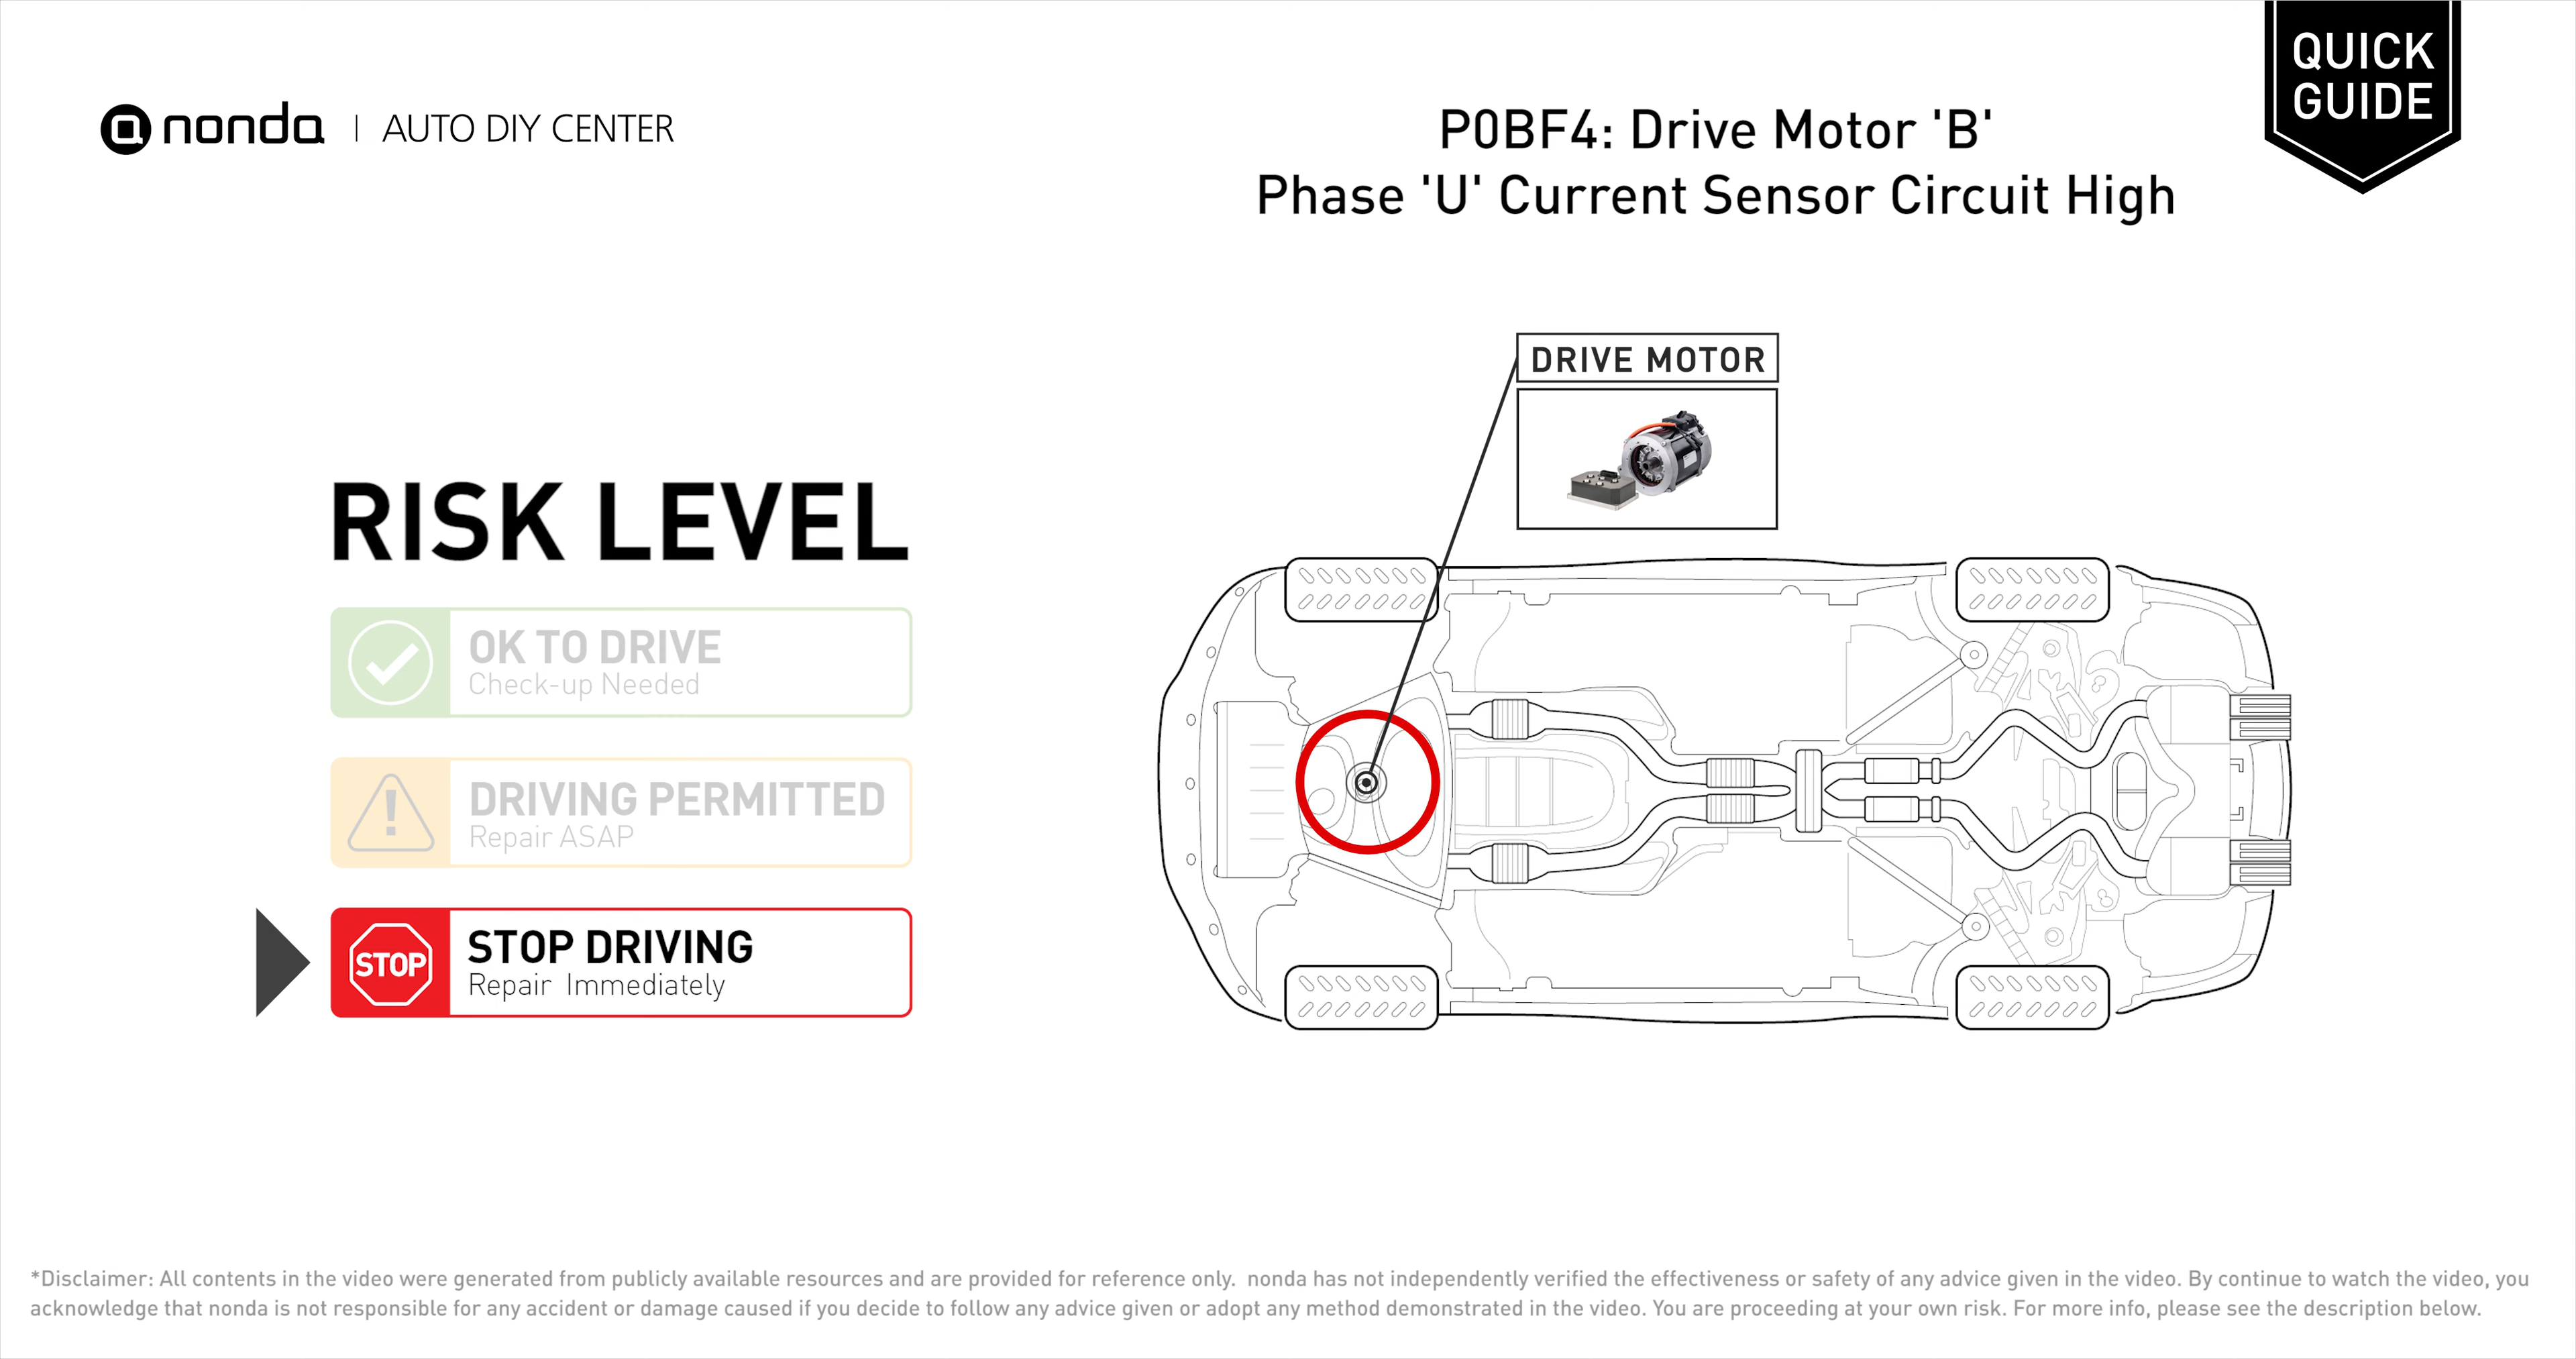 nonda | AUTO DIY CENTER
P0BF4: Drive Motor 'B'
Phase 'U' Current Sensor Circuit High
QUICK
GUIDE
DRIVE MOTOR
RISK LEVEL
OK TO DRIVE
Check-up Needed
DRIVING PERMITTED
Repair ASAP
STOP
STOP DRIVING
Repair Immediately
*Disclaimer: All contents in the video were generated from publicly available resources and are provided for reference only. nonda has not independently verified the effectiveness or safety of any advice given in the video. By continue to watch the video, you
acknowledge that nonda is not responsible for any accident or damage caused if you decide to follow any advice given or adopt any method demonstrated in the video. You are proceeding at your own risk. For more info, please see the description below.